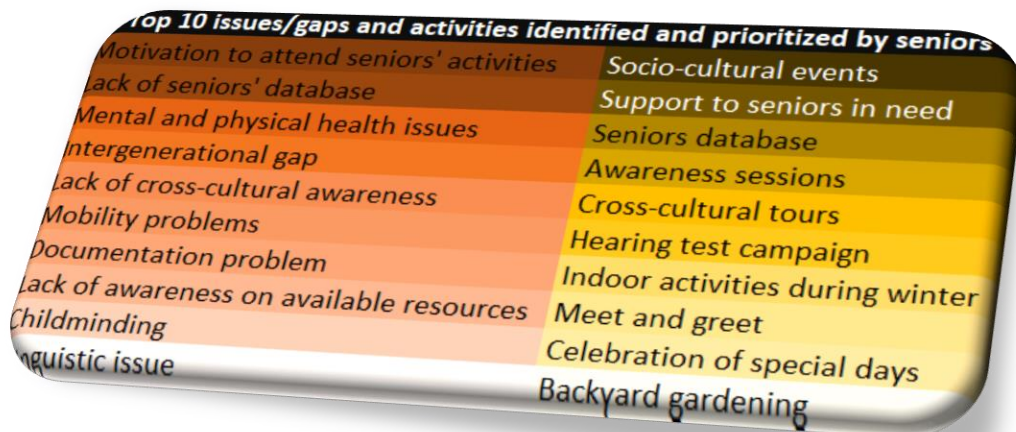 Top 10 issues/gaps and activities identified and prioritized by seniors
Motivation to attend seniors' activities
Lack of seniors' database
Mental and physical health issues
Intergenerational gap
Lack of cross-cultural awareness
Mobility problems
Documentation problem
Lack of awareness on available resources
Childminding
Linguistic issue
Socio-cultural events
Support to seniors in need
Seniors database
Awareness sessions
Cross-cultural tours
Hearing test campaign
Indoor activities during winter
Meet and greet
Celebration of special days
Backyard gardening